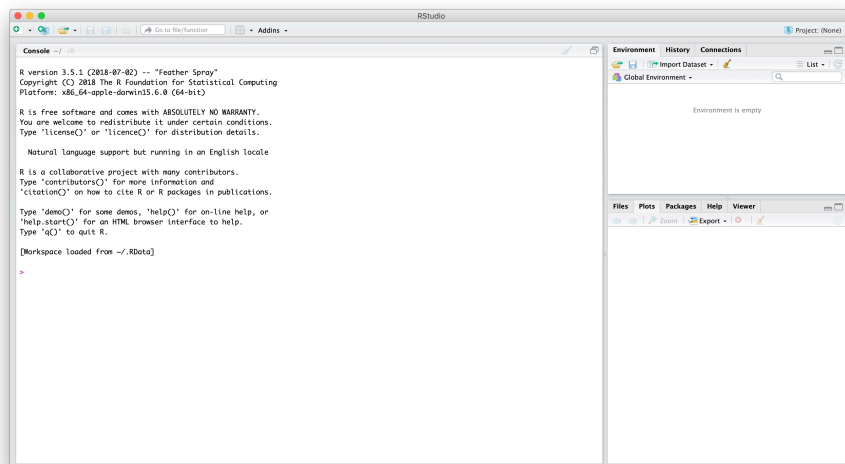 RStudio
Go to file/function
Addins
Project: (None)
Console ~/
R version 3.5.1 (2018-07-02) -- "Feather Spray"
Copyright (C) 2018 The R Foundation for Statistical Computing
Platform: x86_64-apple-darwin15.6.0 (64-bit)
R is free software and comes with ABSOLUTELY NO WARRANTY.
You are welcome to redistribute it under certain conditions.
Type 'license()' or 'licence()' for distribution details.
Natural language support but running in an English locale
R is a collaborative project with many contributors.
Type 'contributors()' for more information and
'citation()' on how to cite R or R packages in publications.
Type 'demo()' for some demos, 'help()' for on-line help, or
'help.start()' for an HTML browser interface to help.
Type 'q()' to quit R.
[Workspace loaded from ~/.RData]
>
Environment History Connections
Import Dataset List
Global Environment
Environment is empty
Files Plots Packages Help Viewer
Zoom Export